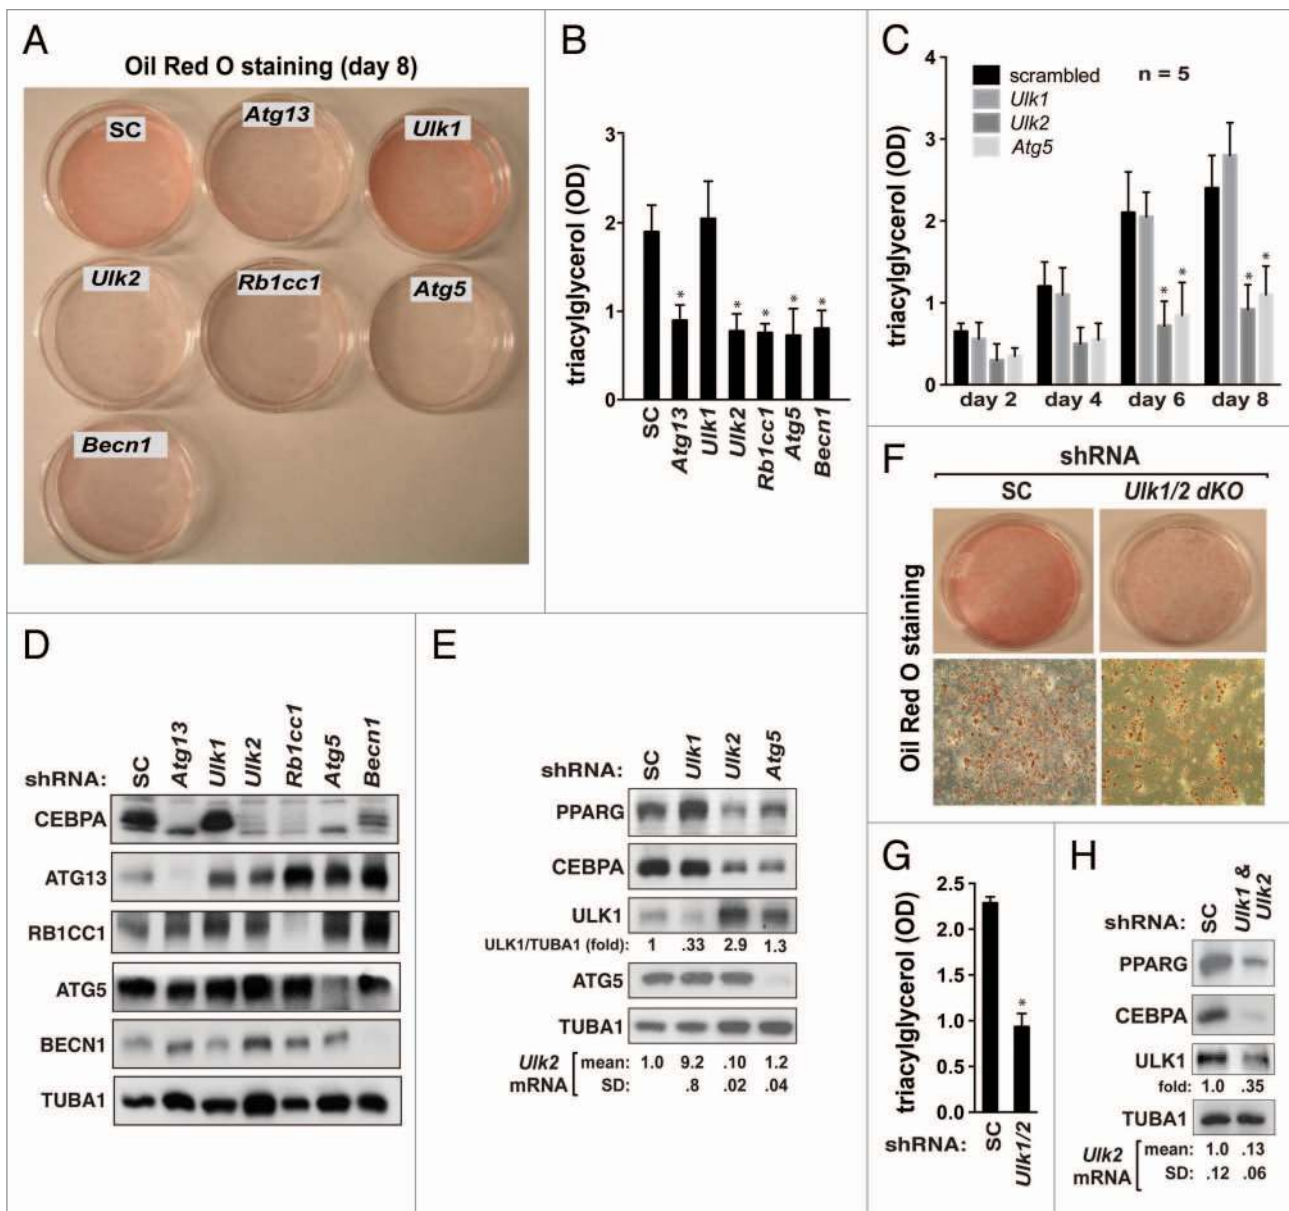 A
Oil Red O staining (day 8)
SC
Atg13
Ulk1
Ulk2
Rb1cc1
Atg5
Becn1
B
triacylglycerol (OD)
3
2
1
0
SC
Atg13
Ulk1
Ulk2
Rb1cc1
Atg5
Becn1
* * * * *
C
triacylglycerol (OD)
4
3
2
1
0
scrambled n = 5
Ulk1
Ulk2
Atg5
* * * *
day 2 day 4 day 6 day 8
D
shRNA: SC Atg13 Ulk1 Ulk2 Rb1cc1 Atg5 Becn1
CEBPA
ATG13
RB1CC1
ATG5
BECN1
TUBA1
E
shRNA: SC Ulk1 Ulk2 Atg5
PPARG
CEBPA
ULK1
ULK1/TUBA1 (fold): 1 .33 2.9 1.3
ATG5
TUBA1
Ulk2 mean: 1.0 9.2 .10 1.2
mRNA SD: .8 .02 .04
F
shRNA
SC Ulk1/2 dKO
Oil Red O staining
G
triacylglycerol (OD)
2.5
2.0
1.5
1.0
0.5
0.0
*
shRNA: SC Ulk1/2
H
shRNA: SC Ulk1 & Ulk2
PPARG
CEBPA
ULK1
fold: 1.0 .35
TUBA1
Ulk2 mean: 1.0 .13
mRNA SD: .12 .06